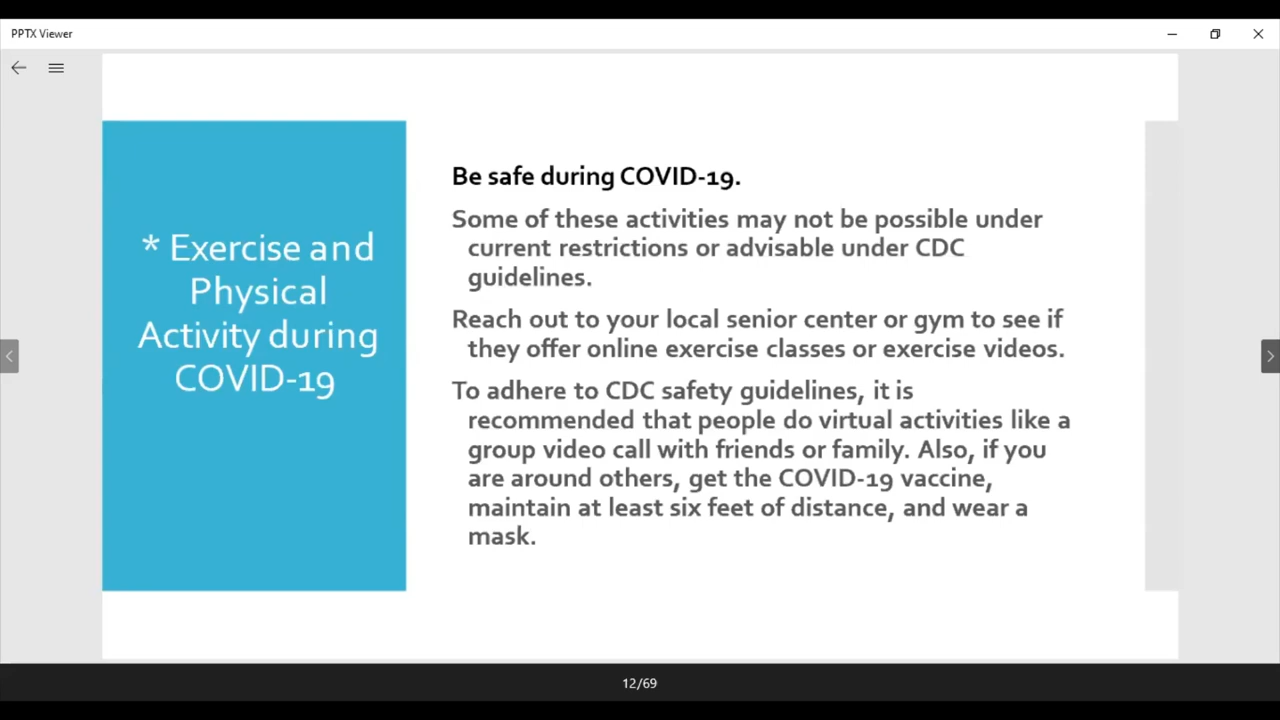 PPTX Viewer
* Exercise and
Physical
Activity during
COVID-19
Be safe during COVID-19.
Some of these activities may not be possible under
current restrictions or advisable under CDC
guidelines.
Reach out to your local senior center or gym to see if
they offer online exercise classes or exercise videos.
To adhere to CDC safety guidelines, it is
recommended that people do virtual activities like a
group video call with friends or family. Also, if you
are around others, get the COVID-19 vaccine,
maintain at least six feet of distance, and wear a
mask.
12/69